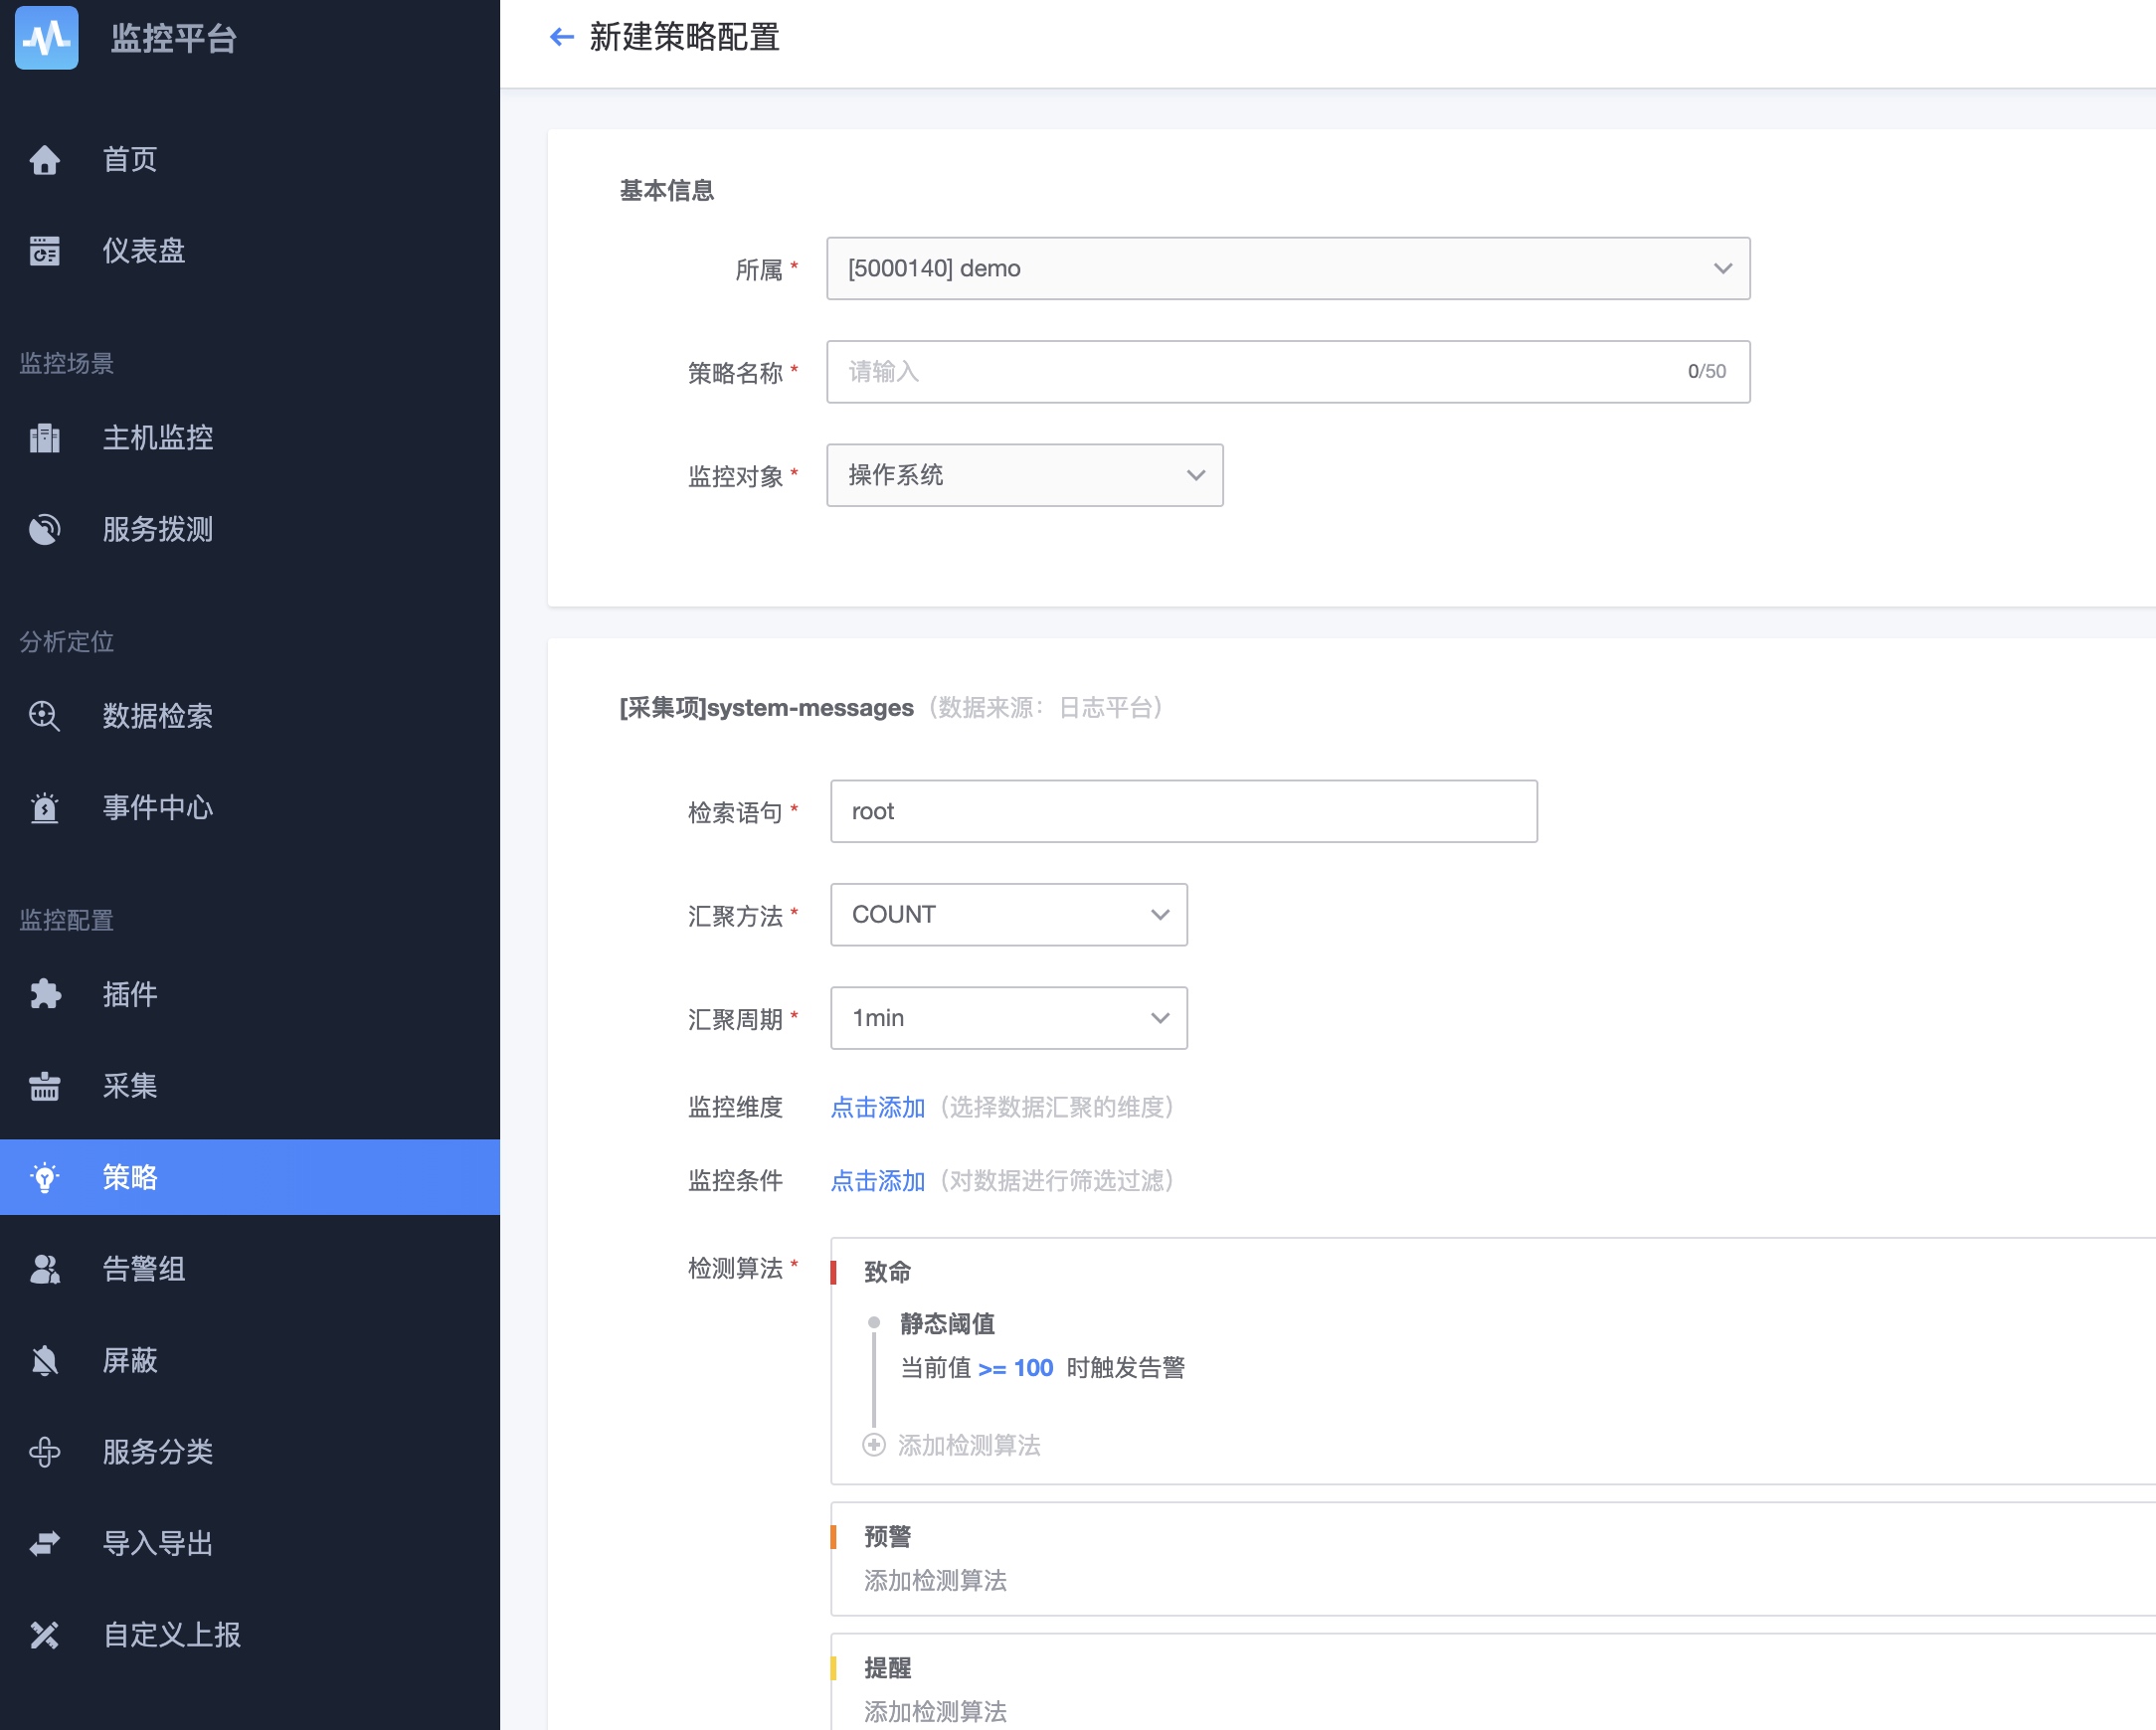 监控平台
首页
仪表盘
监控场景
主机监控
服务拨测
分析定位
数据检索
事件中心
监控配置
插件
采集
策略
告警组
屏蔽
服务分类
导入导出
自定义上报
新建策略配置
基本信息
所属 * [5000140] demo
策略名称 * 请输入 0/50
监控对象 * 操作系统
[采集项]system-messages（数据来源：日志平台）
检索语句 * root
汇聚方法 * COUNT
汇聚周期 * 1min
监控维度 点击添加（选择数据汇聚的维度）
监控条件 点击添加（对数据进行筛选过滤）
检测算法 * 致命
静态阈值
当前值 >= 100 时触发告警
添加检测算法
预警
添加检测算法
提醒
添加检测算法